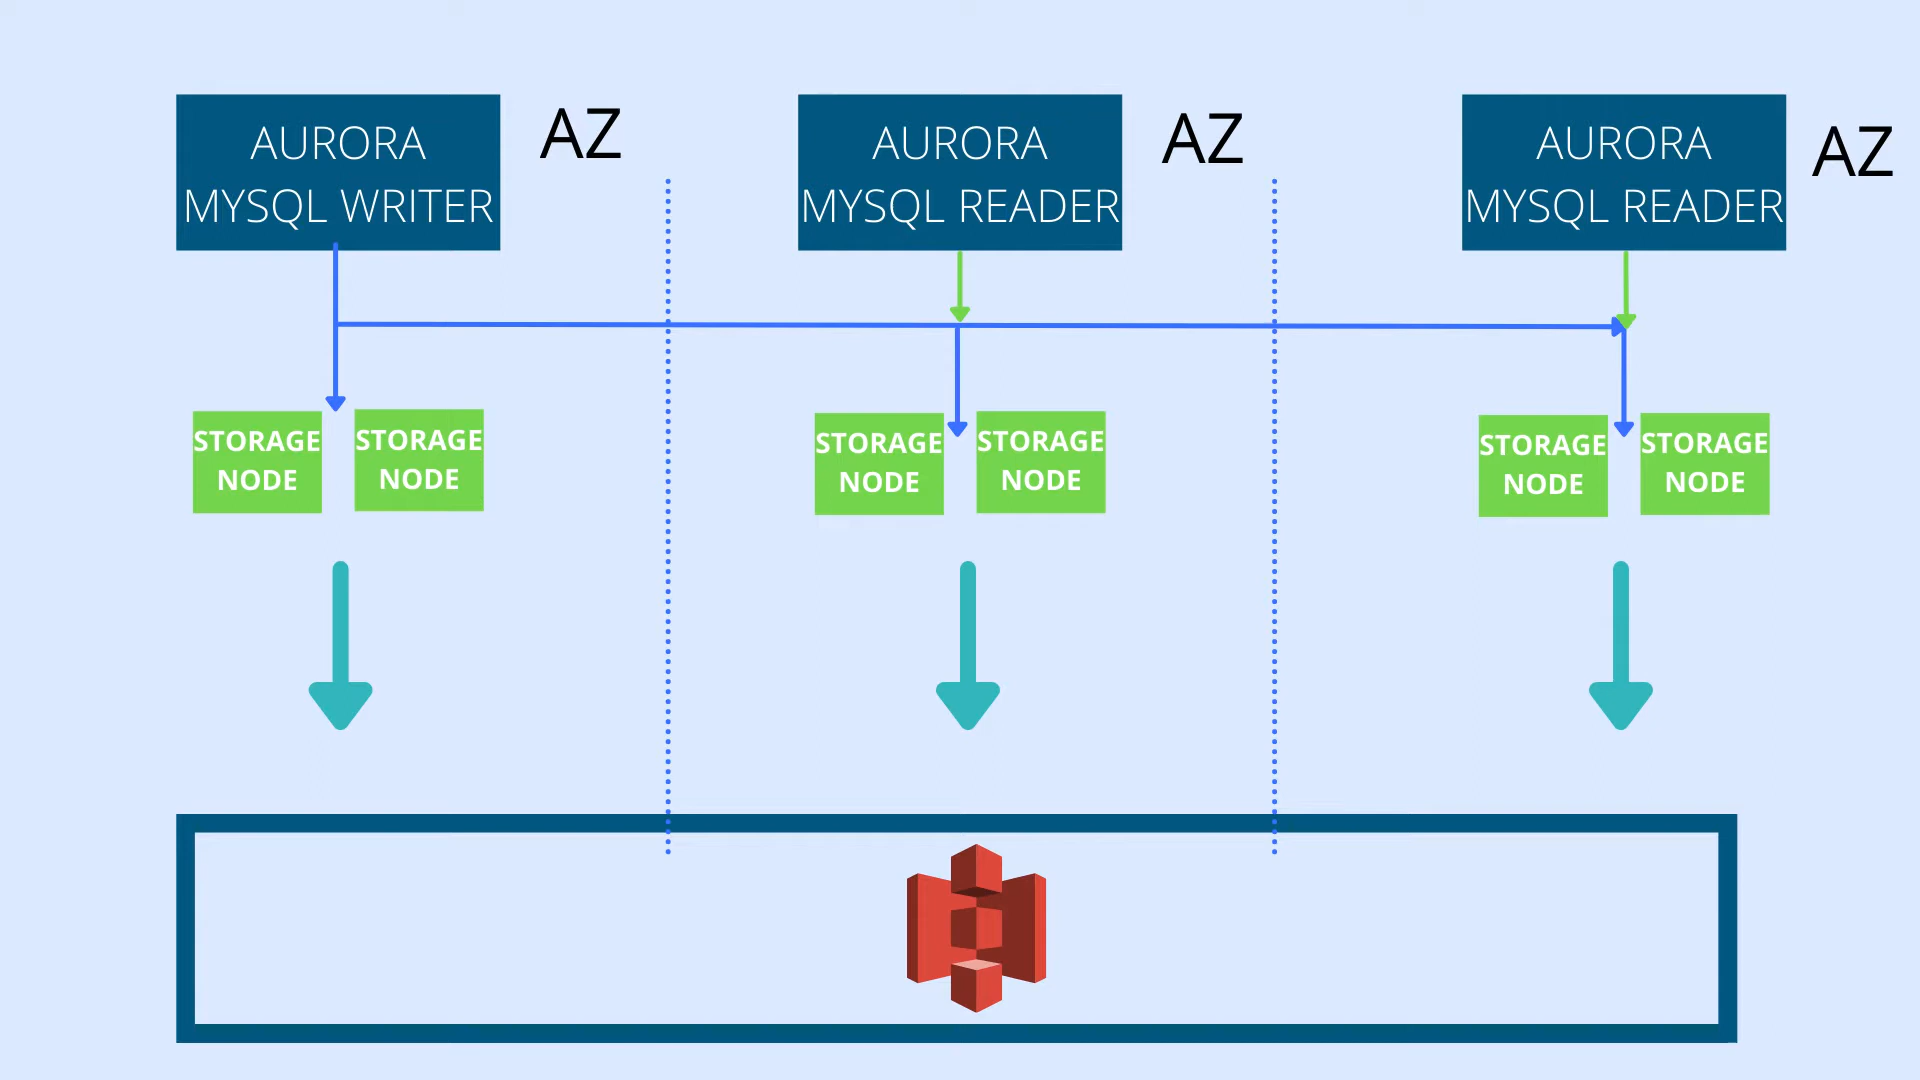 AURORA
MYSQL WRITER
AZ
AURORA
MYSQL READER
AZ
AURORA
MYSQL READER
AZ
STORAGE
NODE
STORAGE
NODE
STORAGE
NODE
STORAGE
NODE
STORAGE
NODE
STORAGE
NODE